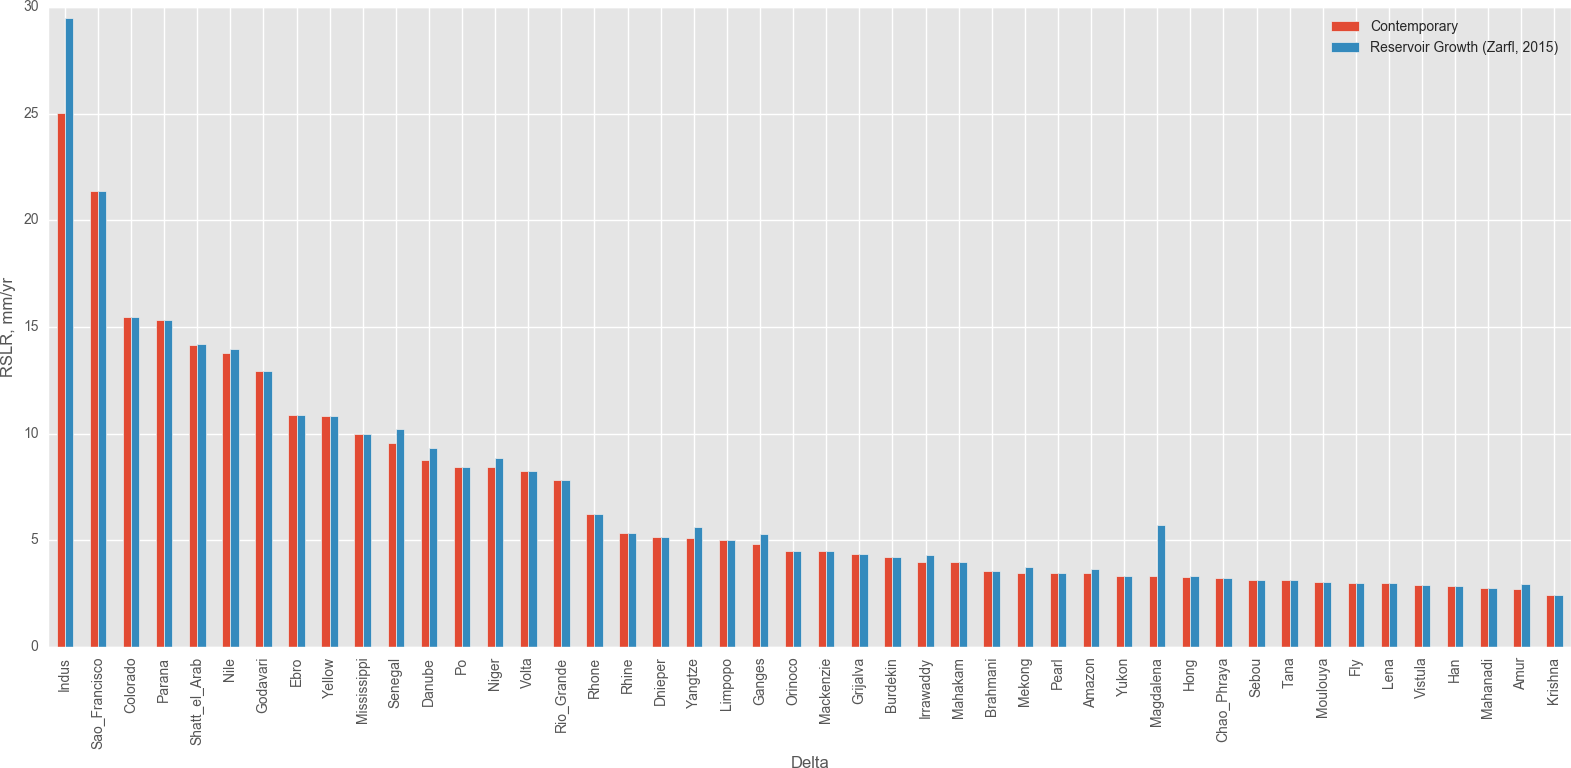 30
25
20
15
10
5
0
RSLR, mm/yr
Contemporary
Reservoir Growth (Zarfl, 2015)
Indus
Sao_Francisco
Colorado
Parana
Shatt_el_Arab
Nile
Godavari
Ebro
Yellow
Mississippi
Senegal
Danube
Po
Niger
Volta
Rio_Grande
Rhone
Rhine
Dnieper
Yangtze
Limpopo
Ganges
Orinoco
Mackenzie
Grijalva
Burdekin
Irrawaddy
Mahakam
Brahmani
Mekong
Pearl
Amazon
Yukon
Magdalena
Hong
Chao_Phraya
Sebou
Tana
Moulouya
Fly
Lena
Vistula
Han
Mahanadi
Amur
Krishna
Delta